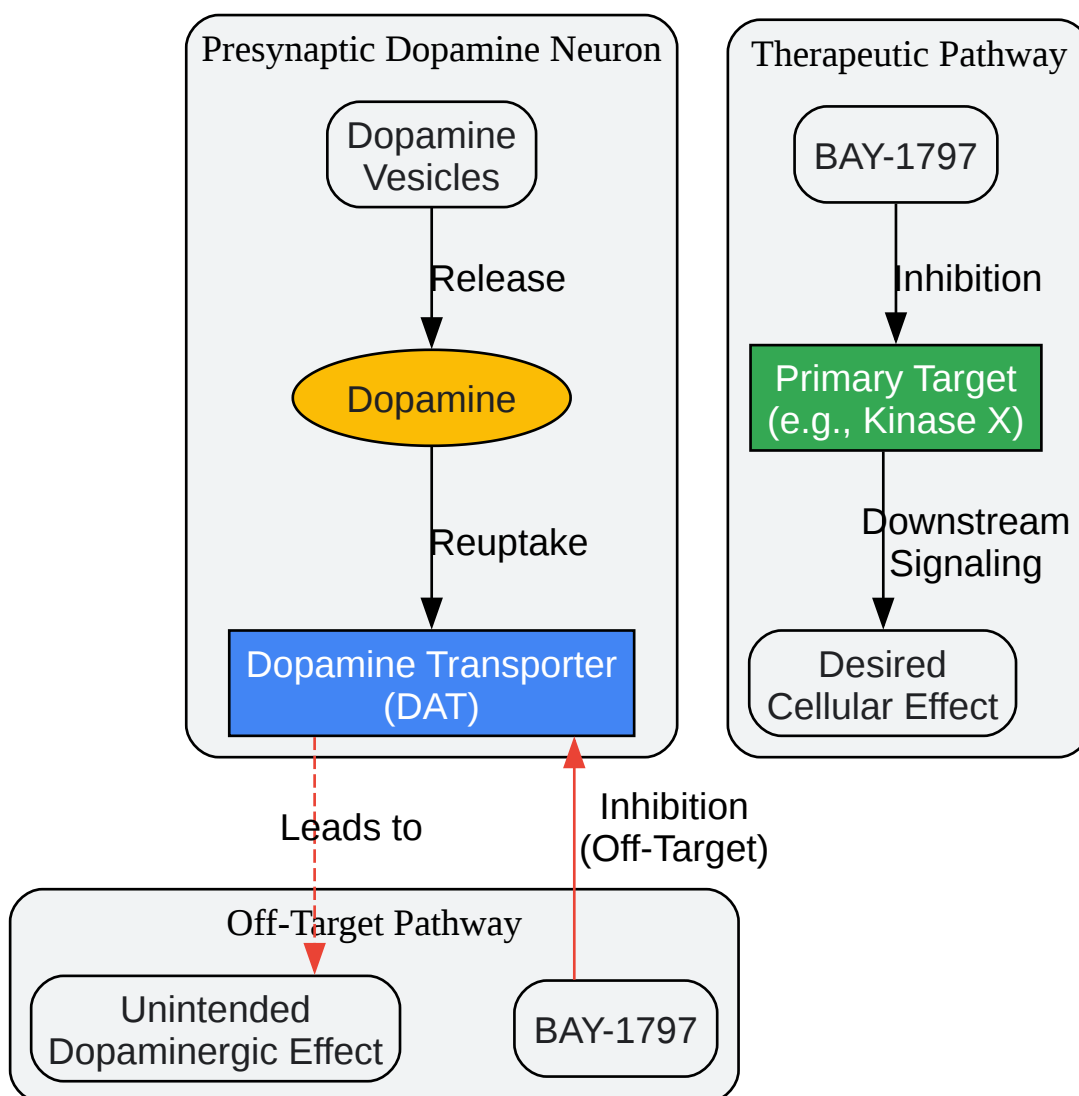 Presynaptic Dopamine Neuron
Dopamine
Vesicles
Release
Dopamine
Reuptake
Dopamine Transporter
(DAT)
Therapeutic Pathway
BAY-1797
Inhibition
Primary Target
(e.g., Kinase X)
Downstream
Signaling
Desired
Cellular Effect
Leads to
Inhibition
(Off-Target)
Off-Target Pathway
Unintended
Dopaminergic Effect
BAY-1797